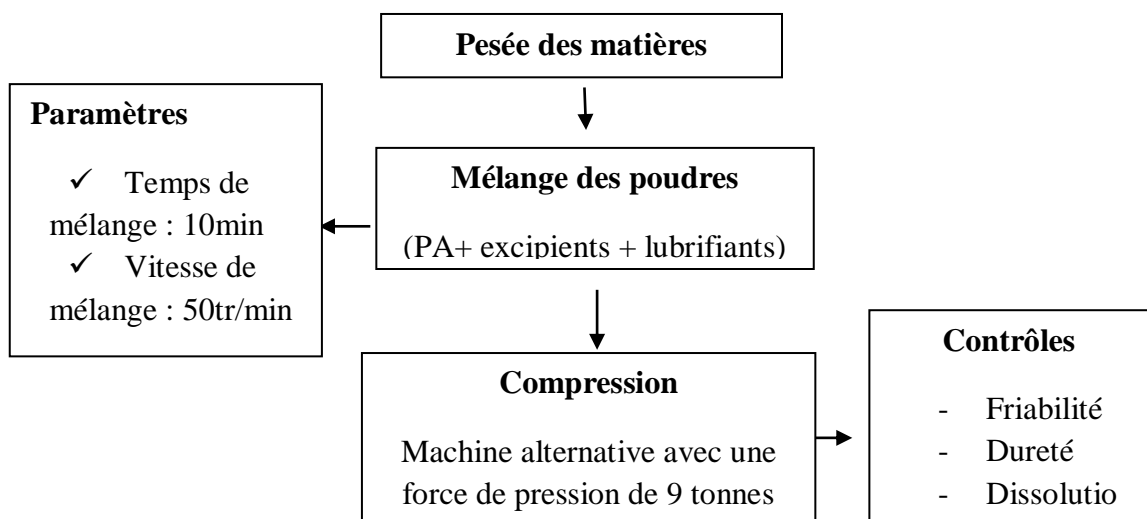 Pesée des matières
Paramètres
✓ Temps de
mélange : 10min
✓ Vitesse de
mélange : 50tr/min
Mélange des poudres
(PA+ excipients + lubrifiants)
Compression
Machine alternative avec une
force de pression de 9 tonnes
Contrôles
- Friabilité
- Dureté
- Dissolutio